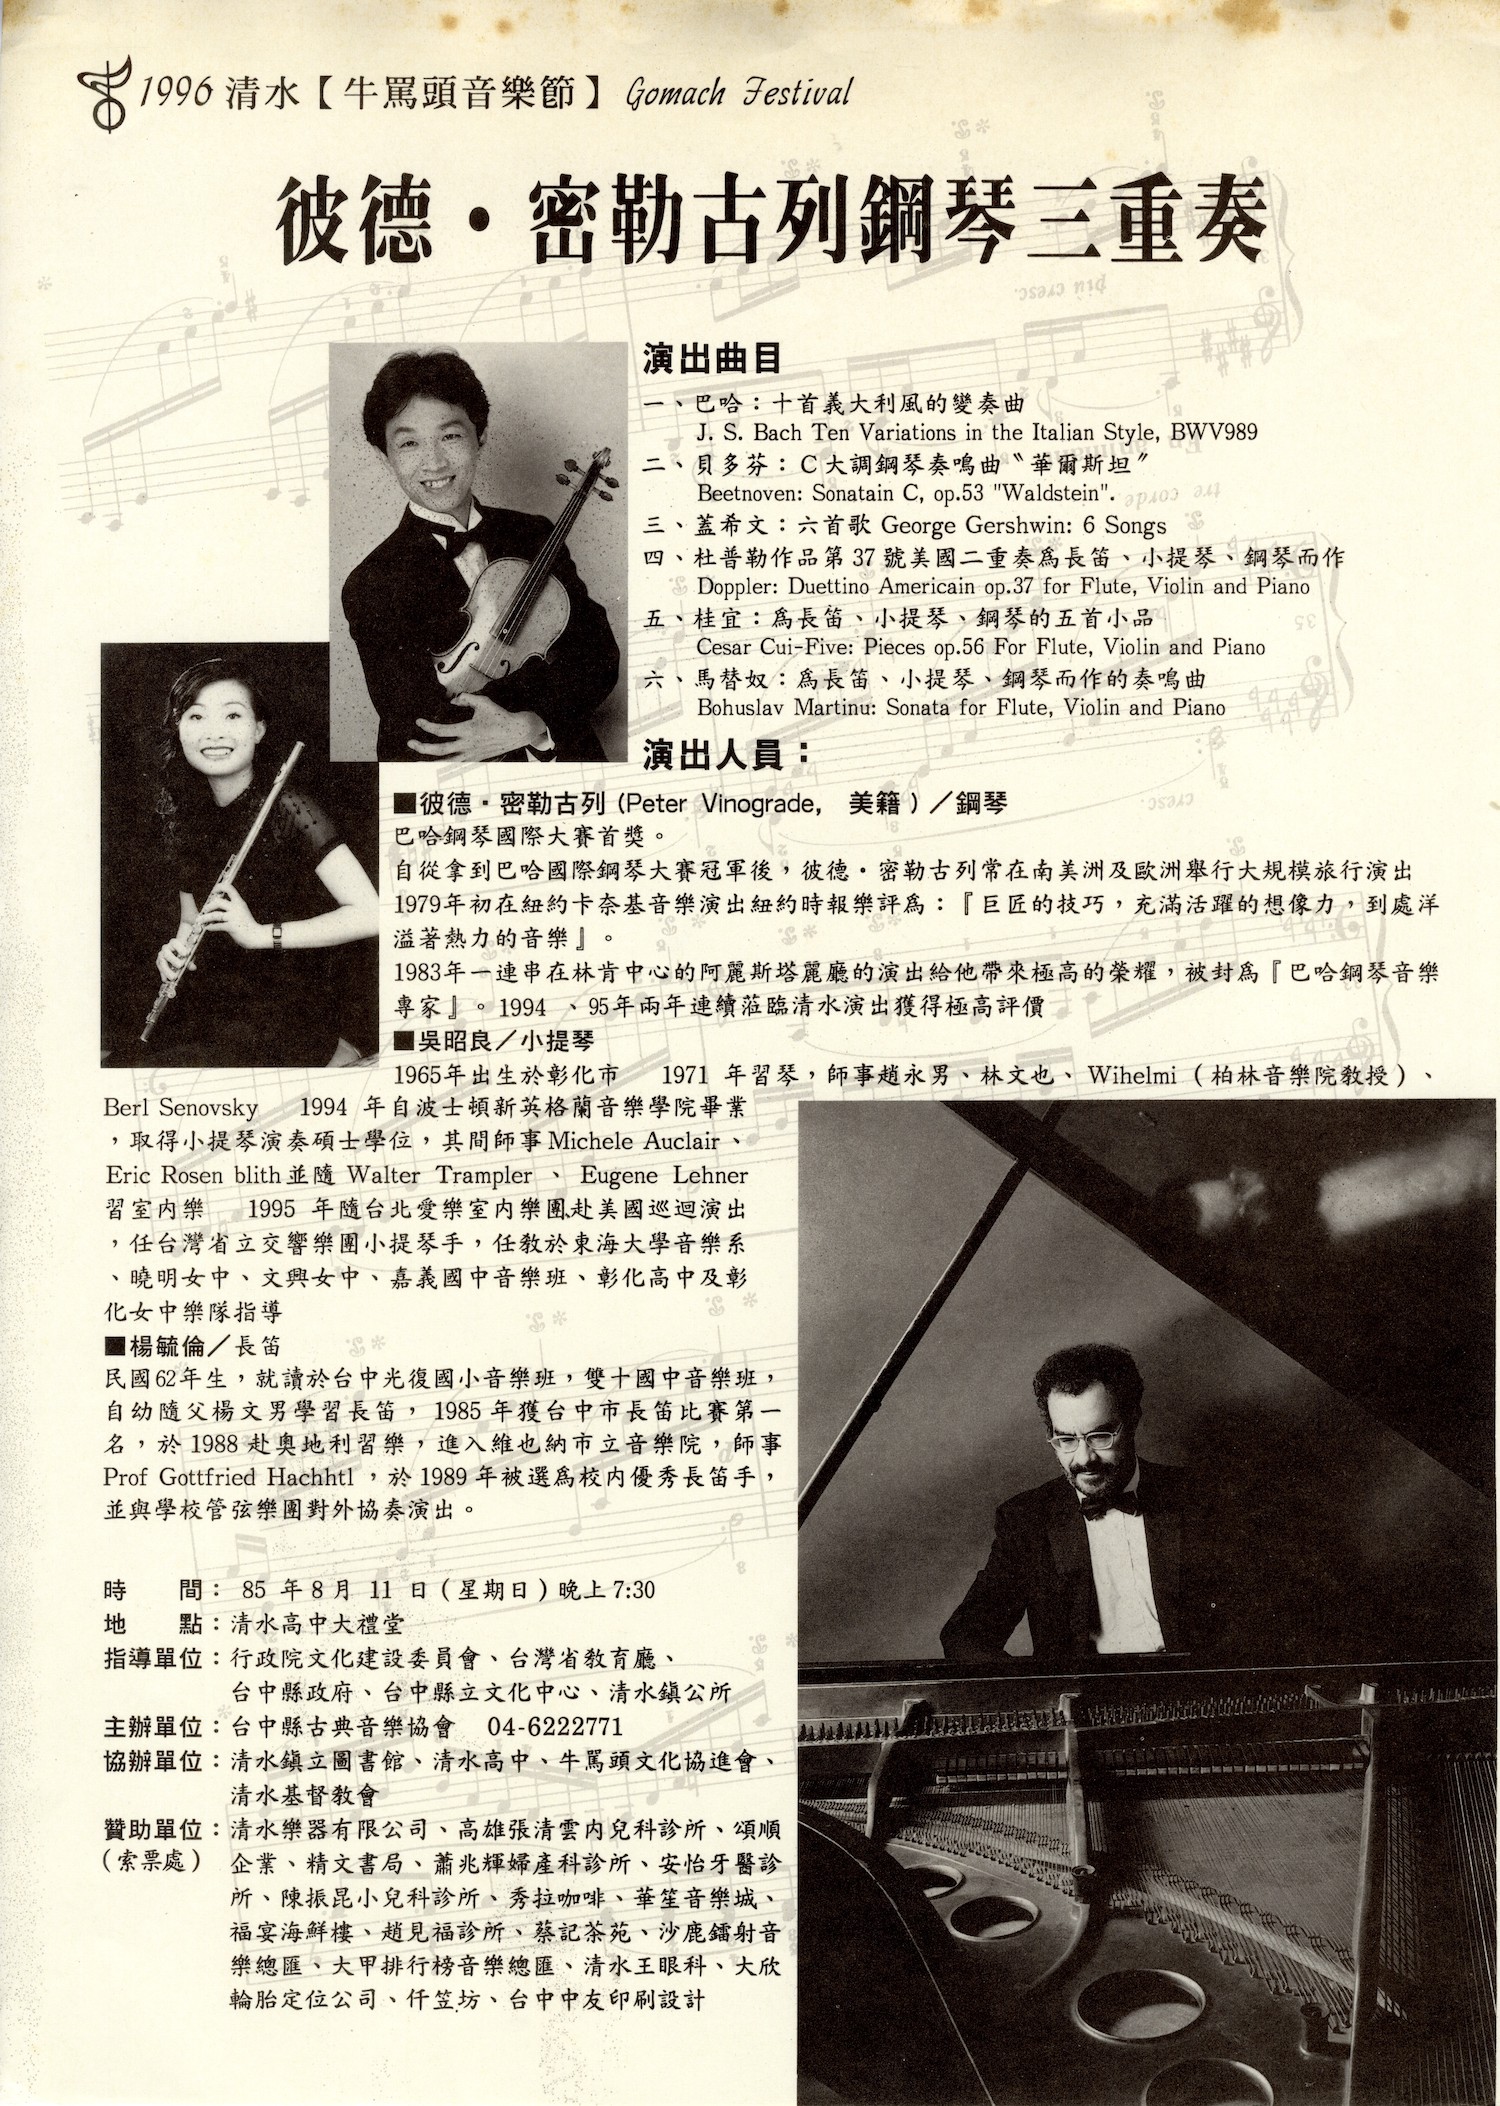 1996 清水【牛罵頭音樂節】 Gomach Festival
彼德・密勒古列鋼琴三重奏
演出曲目
一、巴哈：十首義大利風的變奏曲
J. S. Bach Ten Variations in the Italian Style, BWV989
二、貝多芬：C大調鋼琴奏鳴曲〝華爾斯坦〞
Beetnoven: Sonatain C, op.53 "Waldstein".
三、蓋希文：六首歌 George Gershwin: 6 Songs
四、杜普勒作品第 37 號美國二重奏爲長笛、小提琴、鋼琴而作
Doppler: Duettino Americain op.37 for Flute, Violin and Piano
五、桂宜：爲長笛、小提琴、鋼琴的五首小品
Cesar Cui-Five: Pieces op.56 For Flute, Violin and Piano
六、馬替奴：爲長笛、小提琴、鋼琴而作的奏鳴曲
Bohuslav Martinu: Sonata for Flute, Violin and Piano
演出人員：
■彼德・密勒古列 (Peter Vinograde, 美籍)／鋼琴
巴哈鋼琴國際大賽首獎。
自從拿到巴哈國際鋼琴大賽冠軍後，彼德・密勒古列常在南美洲及歐洲舉行大規模旅行演出
1979年初在紐約卡奈基音樂演出紐約時報樂評爲：『巨匠的技巧，充滿活躍的想像力，到處洋
溢著熱力的音樂』。
1983年一連串在林肯中心的阿麗斯塔麗廳的演出給他帶來極高的榮耀，被封爲『巴哈鋼琴音樂
專家』。1994 、95年兩年連續蒞臨清水演出獲得極高評價
■吳昭良／小提琴
1965年出生於彰化市 1971 年習琴，師事趙永男、林文也、Wihelmi（柏林音樂院教授）、
Berl Senovsky 1994 年自波士頓新英格蘭音樂學院畢業
，取得小提琴演奏碩士學位，其間師事Michele Auclair、
Eric Rosen blith並隨 Walter Trampler 、 Eugene Lehner
習室內樂 1995 年隨台北愛樂室內樂團赴美國巡迴演出
，任台灣省立交響樂團小提琴手，任教於東海大學音樂系
、曉明女中、文興女中、嘉義國中音樂班、彰化高中及彰
化女中樂隊指導
■楊毓倫／長笛
民國62年生，就讀於台中光復國小音樂班，雙十國中音樂班，
自幼隨父楊文男學習長笛，1985年獲台中市長笛比賽第一
名，於1988赴奧地利習樂，進入維也納市立音樂院，師事
Prof Gottfried Hachhtl ，於1989年被選爲校內優秀長笛手，
並與學校管弦樂團對外協奏演出。
時　　間： 85 年8月 11 日(星期日)晚上7:30
地　　點：清水高中大禮堂
指導單位：行政院文化建設委員會、台灣省教育廳、
台中縣政府、台中縣立文化中心、清水鎮公所
主辦單位：台中縣古典音樂協會 04-6222771
協辦單位：清水鎮立圖書館、清水高中、牛罵頭文化協進會、
清水基督教會
贊助單位：清水樂器有限公司、高雄張清雲內兒科診所、頌順
(索票處) 企業、精文書局、蕭兆輝婦產科診所、安怡牙醫診
所、陳振昆小兒科診所、秀拉咖啡、華笙音樂城、
福宴海鮮樓、趙見福診所、蔡記茶苑、沙鹿鐳射音
樂總匯、大甲排行榜音樂總匯、清水王眼科、大欣
輪胎定位公司、仟笠坊、台中中友印刷設計